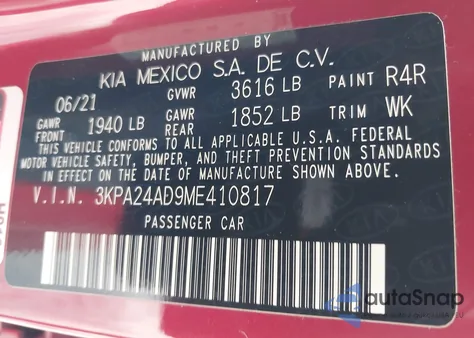 MANUFACTURED BY
KIA MEXICO S.A. DE C.V.
06/21 GVWR 3616 LB PAINT R4R
GAWR FRONT 1940 LB GAWR REAR 1852 LB TRIM WK
THIS VEHICLE CONFORMS TO ALL APPLICABLE U.S.A. FEDERAL
MOTOR VEHICLE SAFETY, BUMPER, AND THEFT PREVENTION STANDARDS
IN EFFECT ON THE DATE OF MANUFACTURE SHOWN ABOVE.
V.I.N. 3KPA24AD9ME410817
PASSENGER CAR
autoSnap